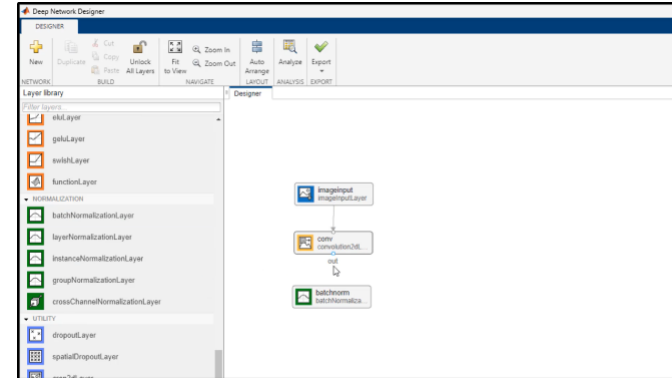 Deep Network Designer
DESIGNER
New
Duplicate
Cut
Copy
Paste
Unlock
All Layers
Fit
to View
Zoom In
Zoom Out
Auto
Arrange
Analyze
Export
NETWORK
BUILD
NAVIGATE
LAYOUT
ANALYSIS
EXPORT
Layer library
Designer
Filter layers...
eluLayer
geluLayer
swishLayer
functionLayer
NORMALIZATION
batchNormalizationLayer
layerNormalizationLayer
instanceNormalizationLayer
groupNormalizationLayer
crossChannelNormalizationLayer
UTILITY
dropoutLayer
spatialDropoutLayer
imageinput
imageInputLayer
conv
convolution2dL...
out
batchnorm
batchNormaliza...